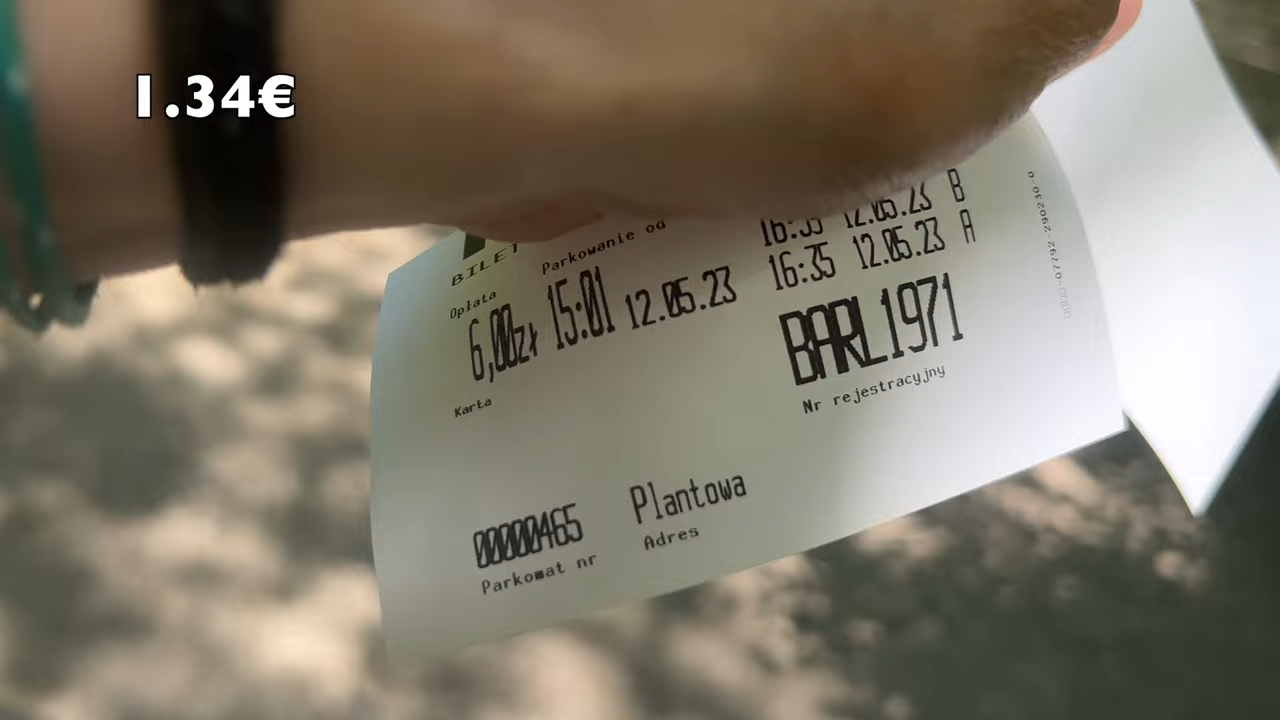 1.34€
BILET
Parkowanie od
16:35 12.05.23 B
Opłata
6,00zł 15:01 12.05.23
16:35 12.05.23 A
BARL1971
Karta
Nr rejestracyjny
00000465
Plantowa
Parkomat nr
Adres